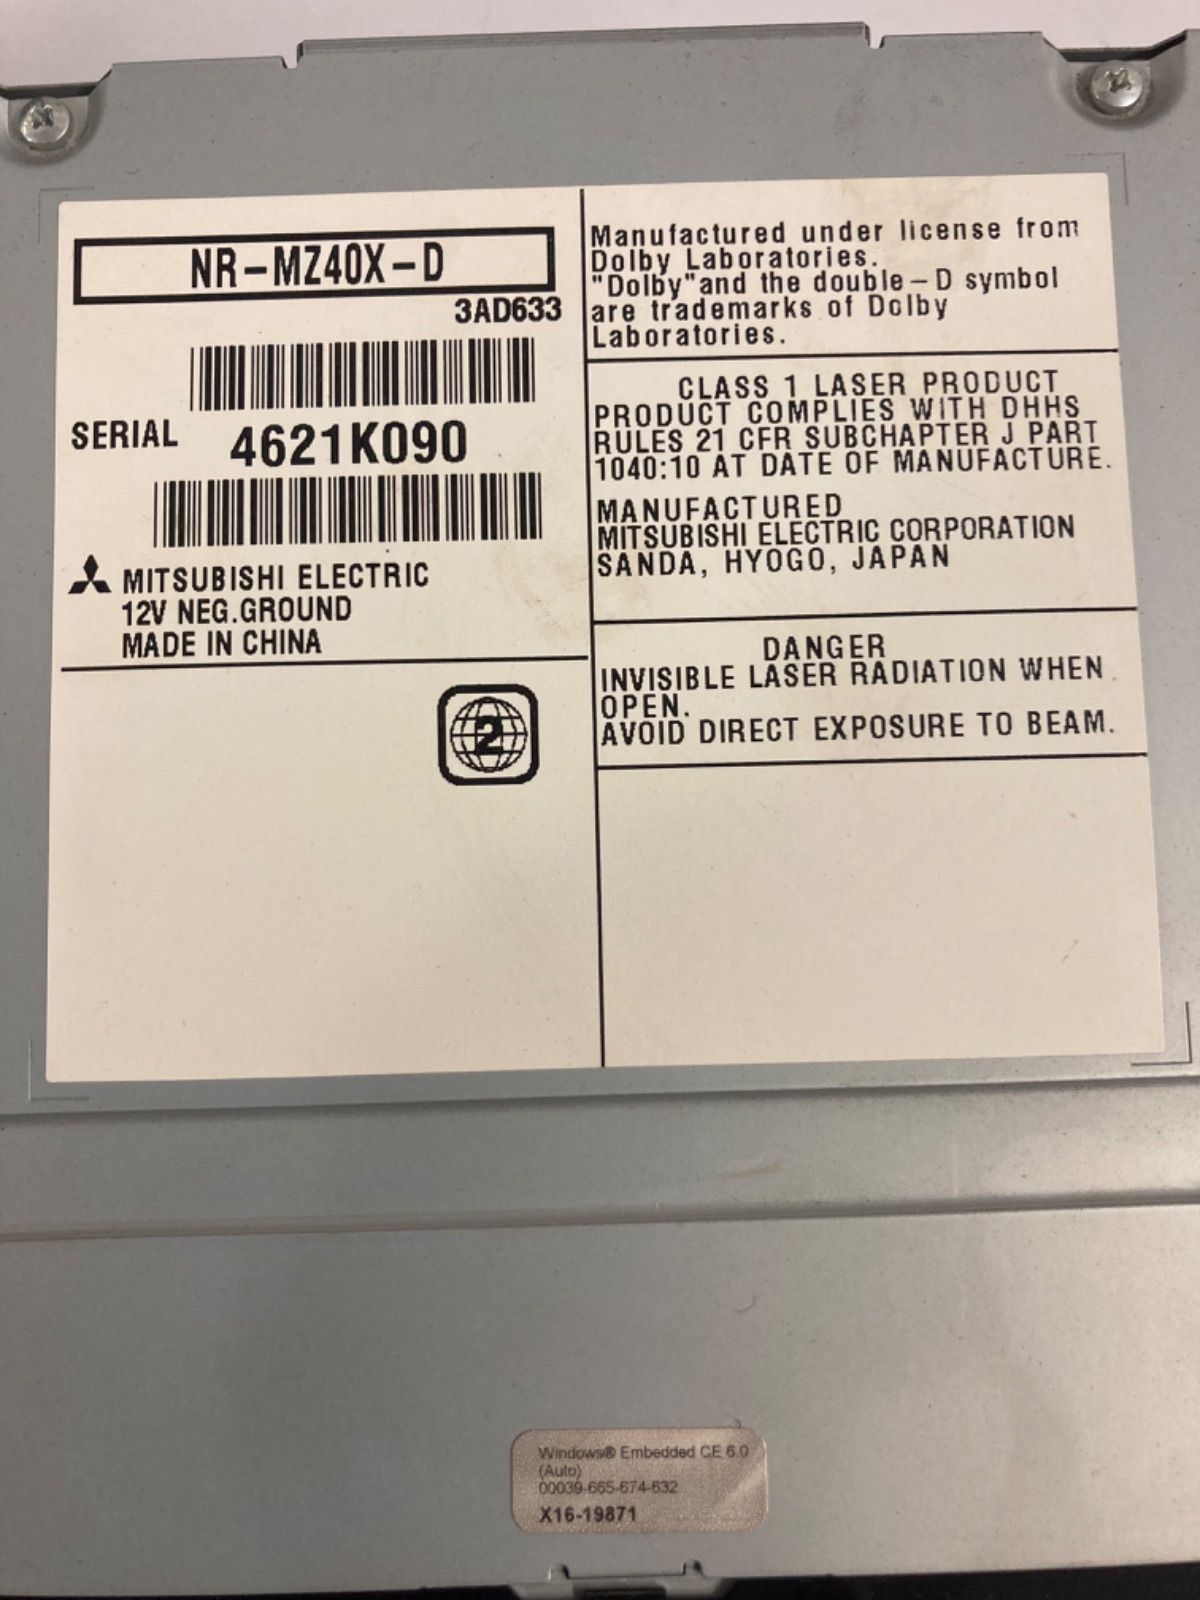 NR-MZ40X-D
3AD633
SERIAL 4621K090
MITSUBISHI ELECTRIC
12V NEG.GROUND
MADE IN CHINA
2
Manufactured under license from
Dolby Laboratories.
"Dolby"and the double-D symbol
are trademarks of Dolby
Laboratories.
CLASS 1 LASER PRODUCT
PRODUCT COMPLIES WITH DHHS
RULES 21 CFR SUBCHAPTER J PART
1040:10 AT DATE OF MANUFACTURE.
MANUFACTURED
MITSUBISHI ELECTRIC CORPORATION
SANDA, HYOGO, JAPAN
DANGER
INVISIBLE LASER RADIATION WHEN
OPEN.
AVOID DIRECT EXPOSURE TO BEAM.
Windows® Embedded CE 6.0
(Auto)
00039-665-674-632
X16-19871